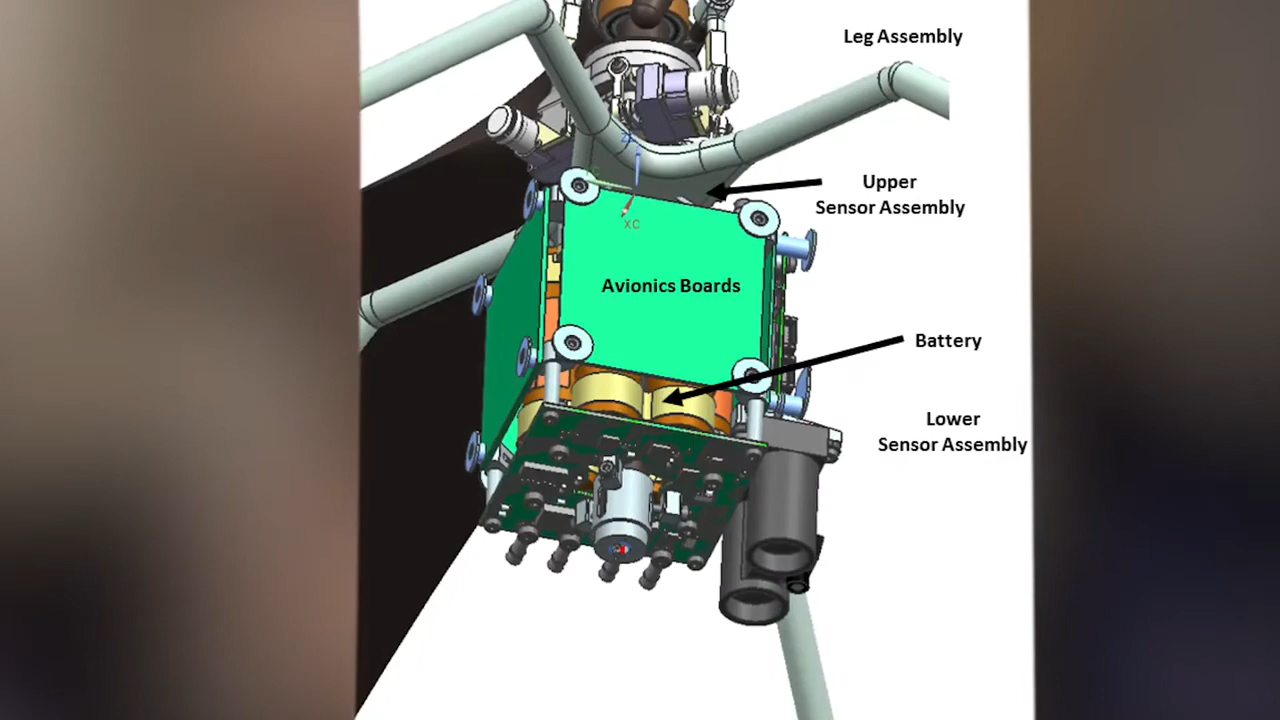 Leg Assembly
Upper
Sensor Assembly
XC
Avionics Boards
Battery
Lower
Sensor Assembly